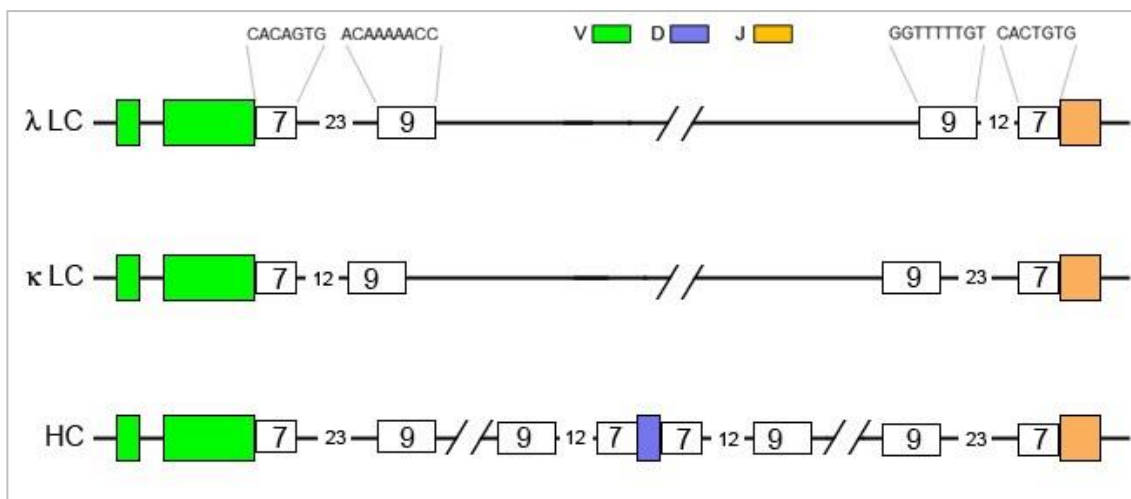 CACAGTG ACAAAAACC V D J GGTTTTTGT CACTGTG
λ LC 7 23 9 9 12 7
κ LC 7 12 9 9 23 7
HC 7 23 9 9 12 7 7 12 9 9 23 7